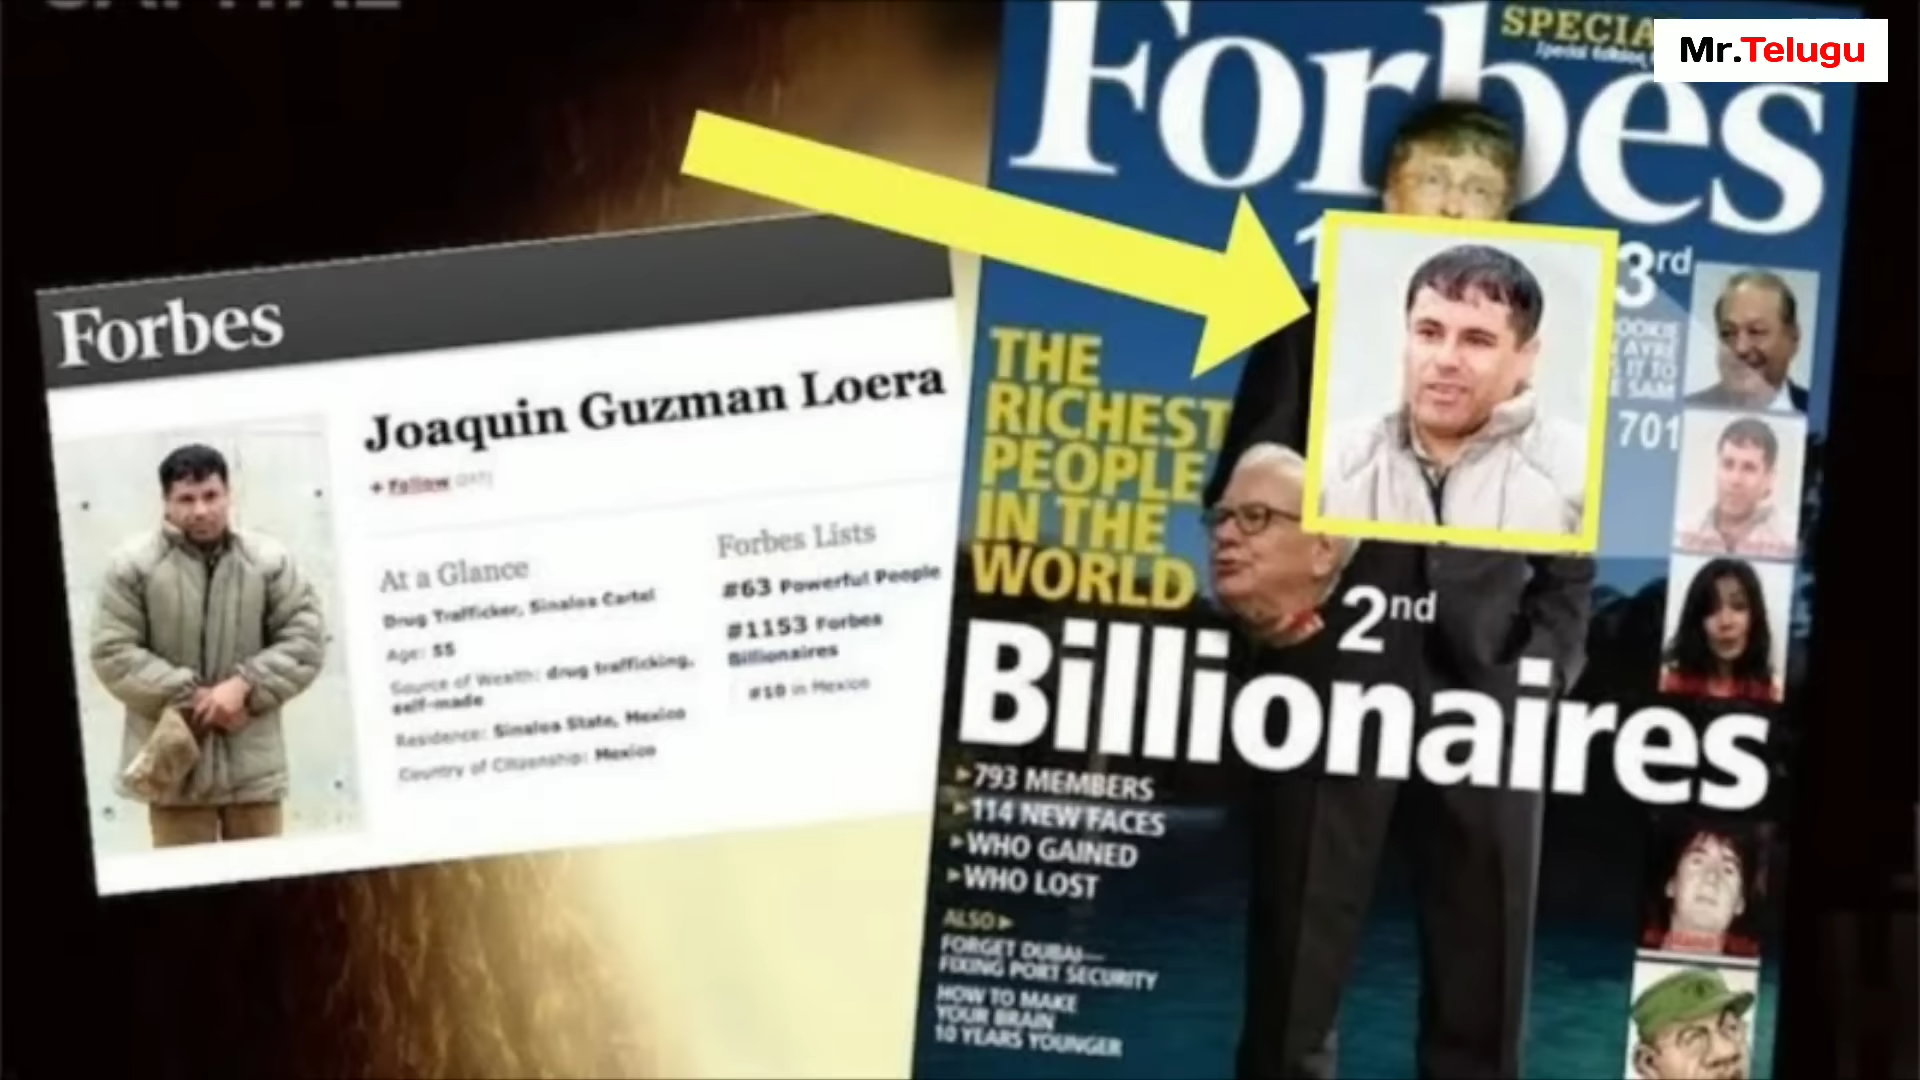 Mr.Telugu
Forbes
Joaquin Guzman Loera
+ Follow
At a Glance
Drug Trafficker, Sinaloa Cartel
Age: 55
Source of Wealth: drug trafficking,
self-made
Residence: Sinaloa State, Mexico
Country of Citizenship: Mexico
Forbes Lists
#63 Powerful People
#1153 Forbes
Billionaires
#10 in Mexico
SPECIA
Forbes
3rd
701
THE
RICHEST
PEOPLE
IN THE
WORLD
2nd
Billionaires
793 MEMBERS
114 NEW FACES
WHO GAINED
WHO LOST
ALSO
FORGET DUBAI—
FIXING PORT SECURITY
HOW TO MAKE
YOUR BRAIN
10 YEARS YOUNGER